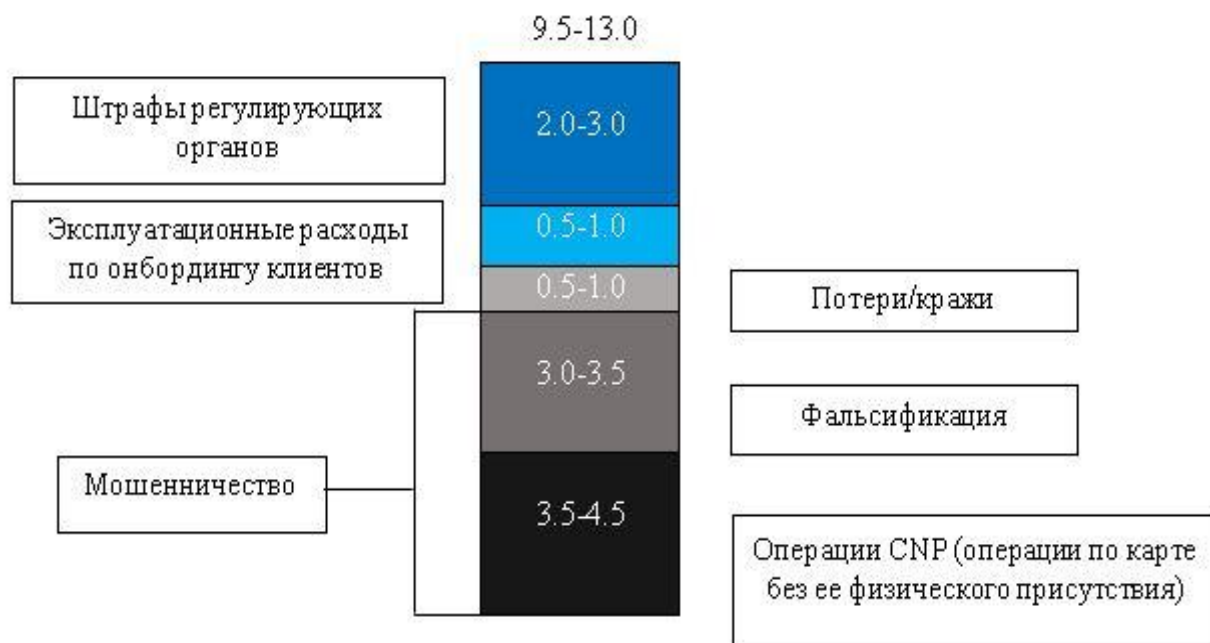 9.5-13.0
Штрафы регулирующих
органов
2.0-3.0
Эксплуатационные расходы
по онбордингу клиентов
0.5-1.0
0.5-1.0
Потери/кражи
3.0-3.5
Фальсификация
Мошенничество
3.5-4.5
Операции CNP (операции по карте
без ее физического присутствия)